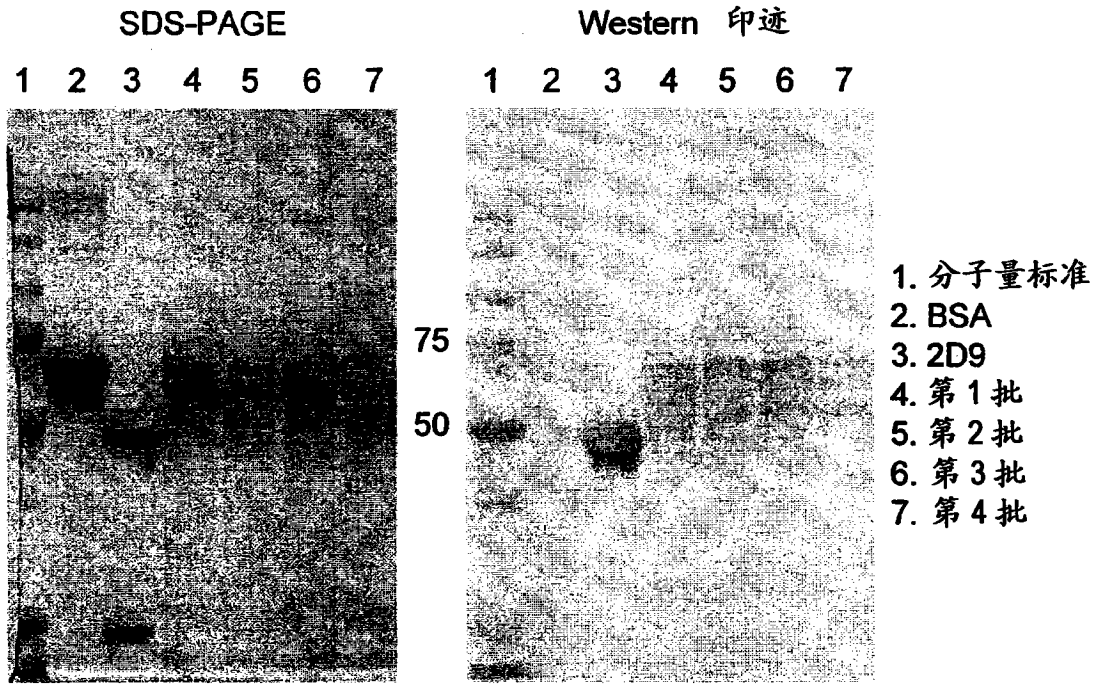 SDS-PAGE
1 2 3 4 5 6 7
Western 印迹
1 2 3 4 5 6 7
75
50
1. 分子量标准
2. BSA
3. 2D9
4. 第1批
5. 第2批
6. 第3批
7. 第4批